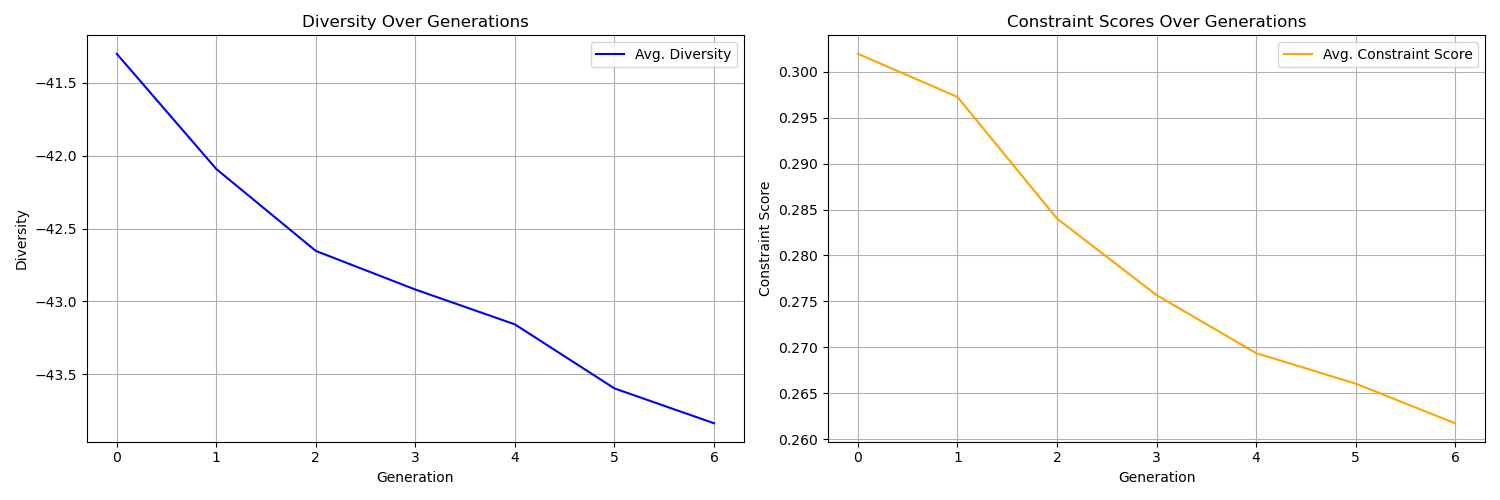 Diversity Over Generations
Avg. Diversity
Diversity
−41.5
−42.0
−42.5
−43.0
−43.5
0 1 2 3 4 5 6
Generation
Constraint Scores Over Generations
Avg. Constraint Score
Constraint Score
0.300
0.295
0.290
0.285
0.280
0.275
0.270
0.265
0.260
0 1 2 3 4 5 6
Generation